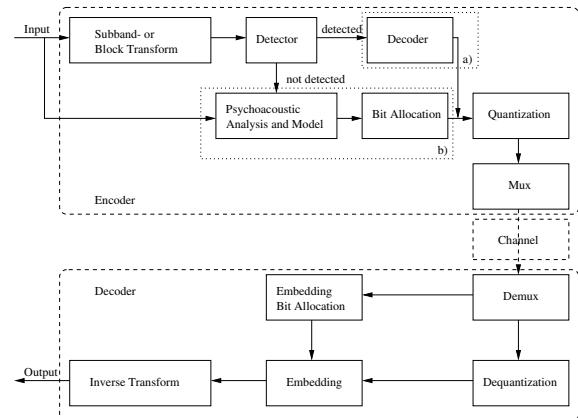 Input
Subband- or
Block Transform
Detector
detected
Decoder
a)
not detected
Psychoacoustic
Analysis and Model
Bit Allocation
b)
Quantization
Mux
Encoder
Channel
Decoder
Embedding
Bit Allocation
Demux
Output
Inverse Transform
Embedding
Dequantization